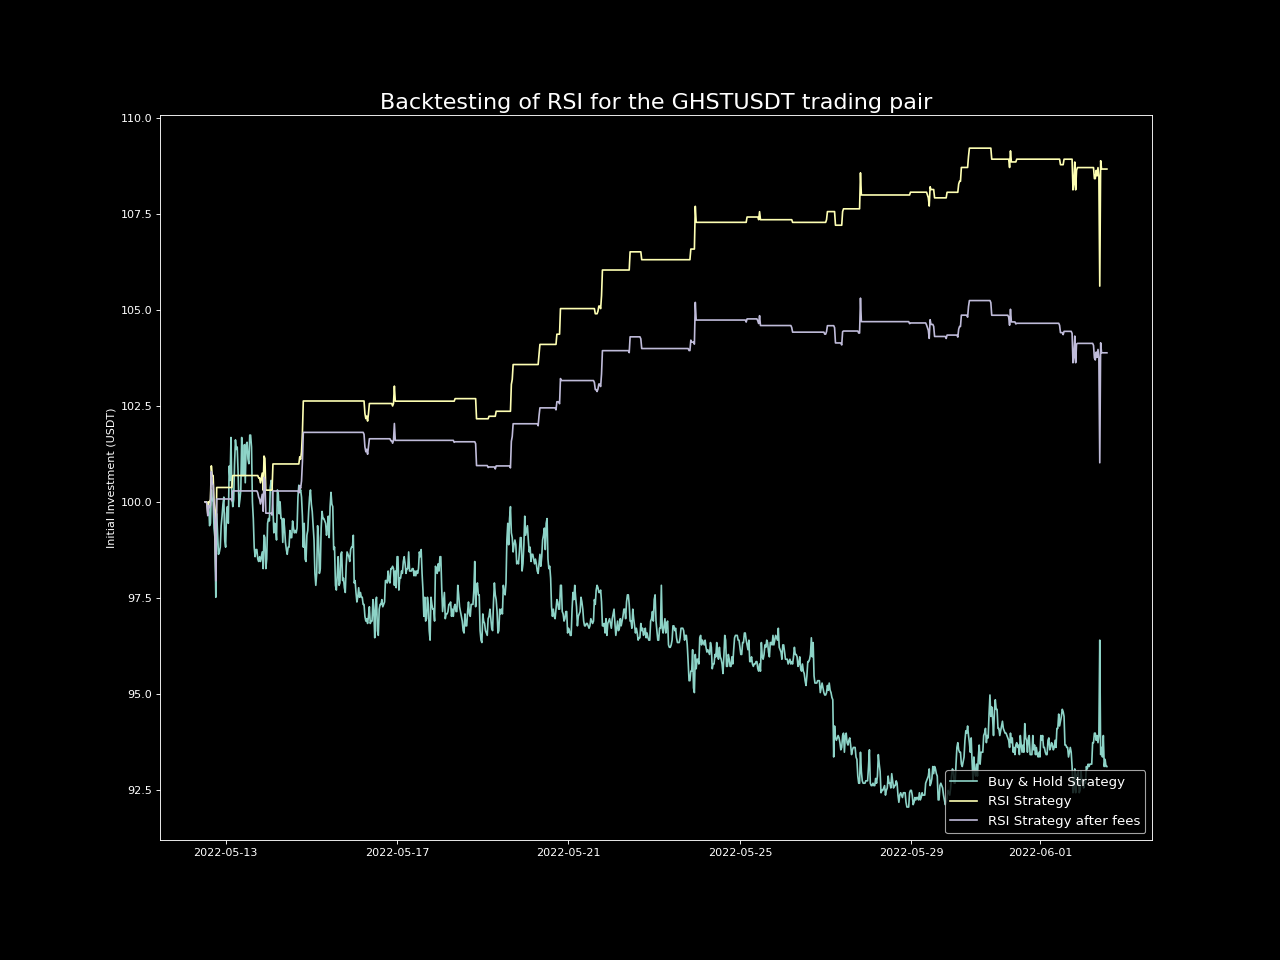 Backtesting of RSI for the GHSTUSDT trading pair
110.0
107.5
105.0
102.5
100.0
97.5
95.0
92.5
Initial Investment (USDT)
2022-05-13
2022-05-17
2022-05-21
2022-05-25
2022-05-29
2022-06-01
Buy & Hold Strategy
RSI Strategy
RSI Strategy after fees